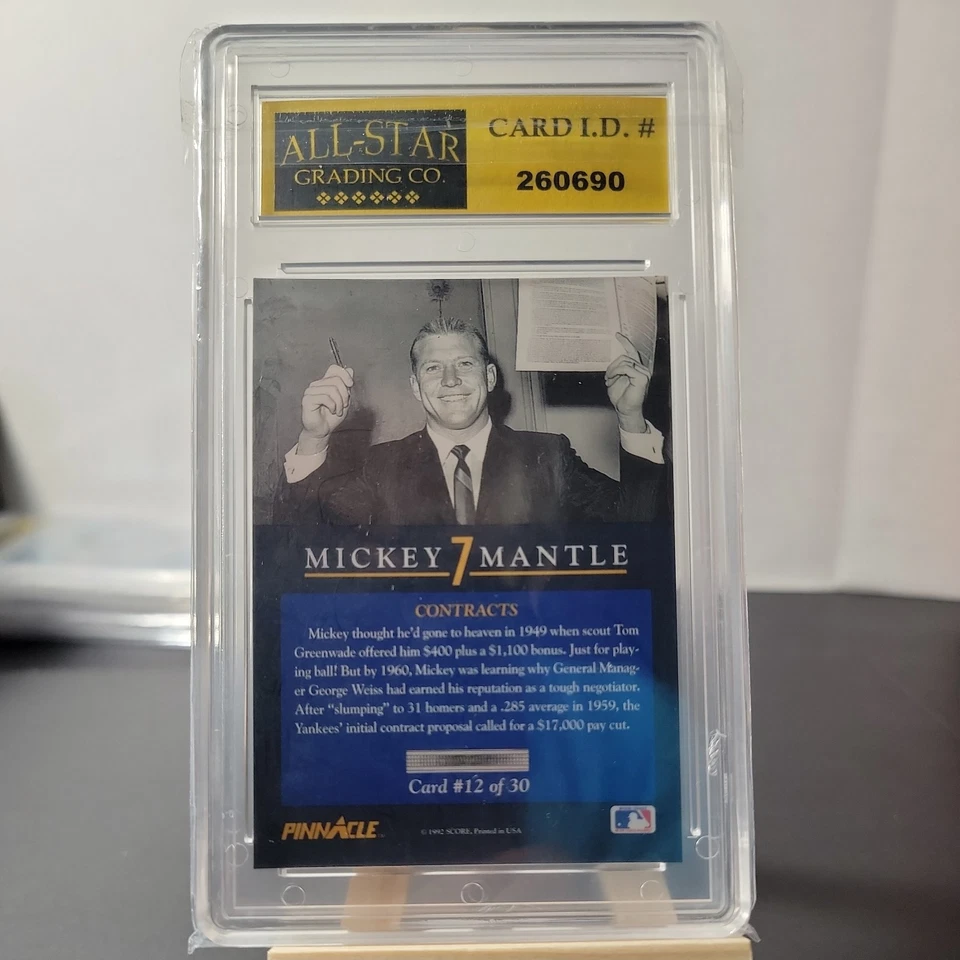 ALL-STAR
GRADING CO.
CARD I.D. #
260690
MICKEY 7 MANTLE
CONTRACTS
Mickey thought he'd gone to heaven in 1949 when scout Tom
Greenwade offered him $400 plus a $1,100 bonus. Just for play-
ing ball! But by 1960, Mickey was learning why General Manag-
er George Weiss had earned his reputation as a tough negotiator.
After “slumping” to 31 homers and a .285 average in 1959, the
Yankees' initial contract proposal called for a $17,000 pay cut.
Card #12 of 30
PINNACLE
© 1992 SCORE, Printed in USA